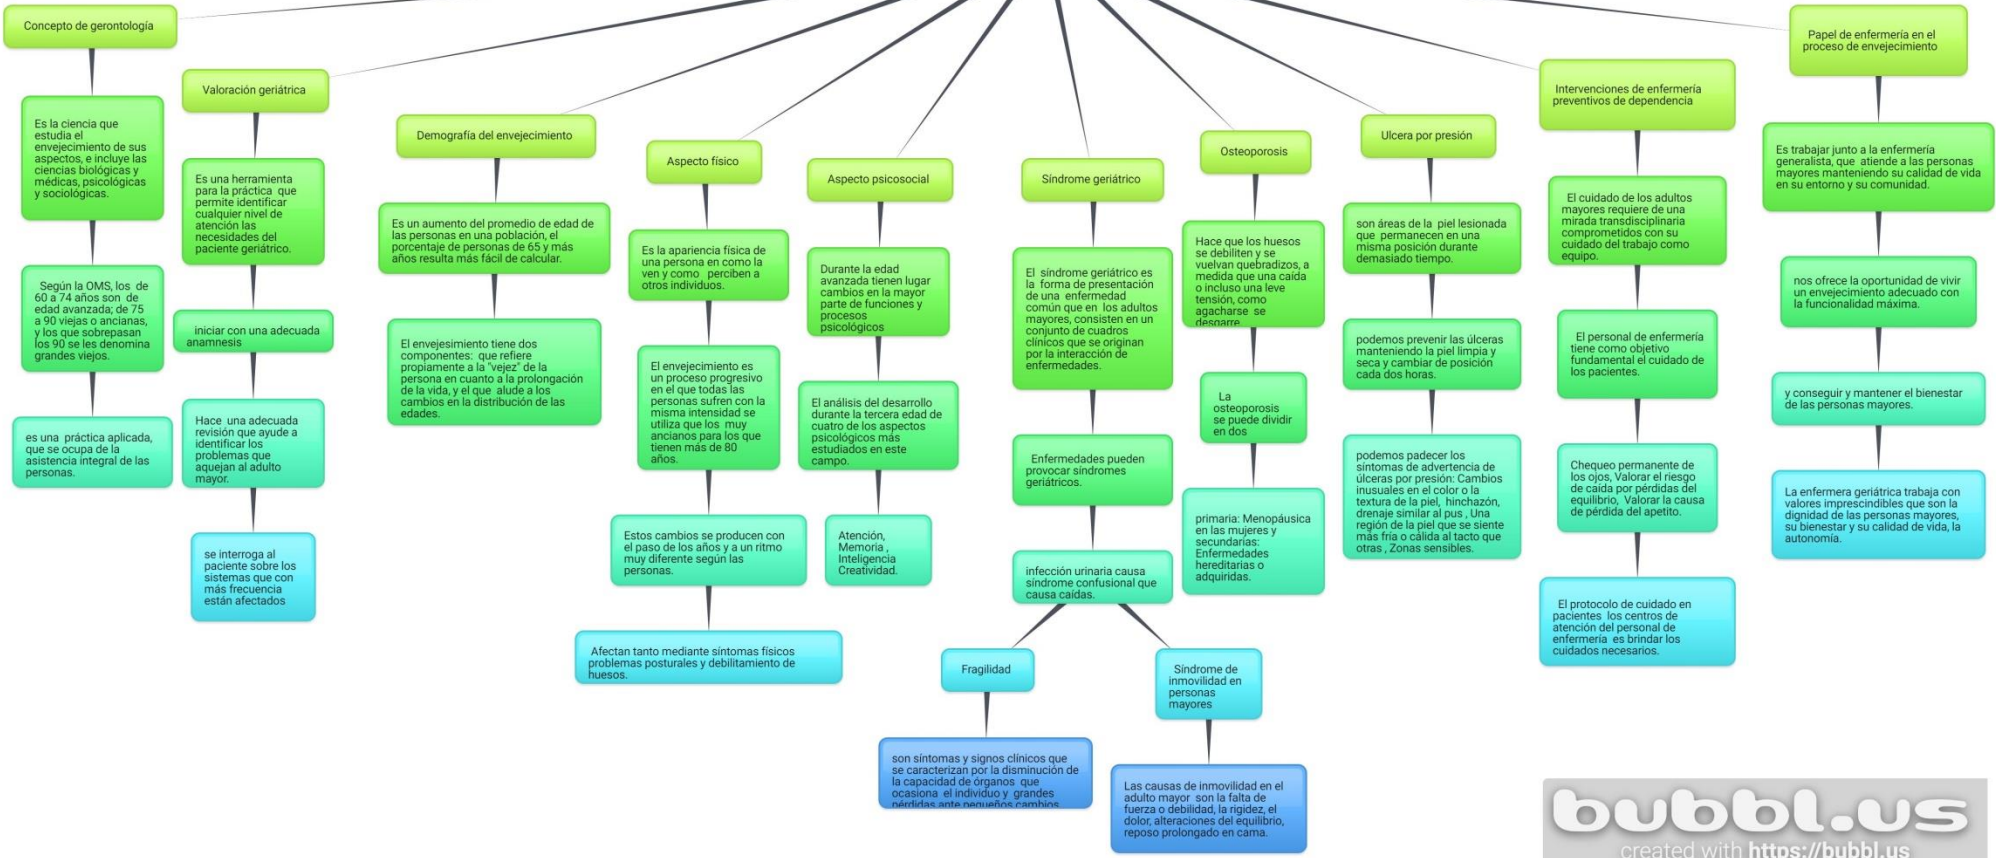 Concepto de gerontología
Es la ciencia que
estudia el
envejecimiento de sus
aspectos, e incluye las
ciencias biológicas y
médicas, psicológicas
y sociológicas.
Según la OMS, los de
60 a 74 años son de
edad avanzada; de 75
a 90 viejas o ancianas,
y los que sobrepasan
los 90 se les denomina
grandes viejos.
es una práctica aplicada,
que se ocupa de la
asistencia integral de las
personas.
Valoración geriátrica
Es una herramienta
para la práctica que
permite identificar
cualquier nivel de
atención las
necesidades del
paciente geriátrico.
iniciar con una adecuada
anamnesis
Hace una adecuada
revisión que ayude a
identificar los
problemas que
aquejan al adulto
mayor.
se interroga al
paciente sobre los
sistemas que con
más frecuencia
están afectados
Demografía del envejecimiento
Es un aumento del promedio de edad de
las personas en una población, el
porcentaje de personas de 65 y más
años resulta más fácil de calcular.
El envejesimiento tiene dos
componentes: que refiere
propiamente a la "vejez" de la
persona en cuanto a la prolongación
de la vida, y el que alude a los
cambios en la distribución de las
edades.
Aspecto físico
Es la apariencia física de
una persona en como la
ven y como perciben a
otros individuos.
El envejecimiento es
un proceso progresivo
en el que todas las
personas sufren con la
misma intensidad se
utiliza que los muy
ancianos para los que
tienen más de 80
años.
Estos cambios se producen con
el paso de los años y a un ritmo
muy diferente según las
personas.
Afectan tanto mediante síntomas físicos
problemas posturales y debilitamiento de
huesos.
Aspecto psicosocial
Durante la edad
avanzada tienen lugar
cambios en la mayor
parte de funciones y
procesos
psicológicos
El análisis del desarrollo
durante la tercera edad de
cuatro de los aspectos
psicológicos más
estudiados en este
campo.
Atención,
Memoria ,
Inteligencia
Creatividad.
Síndrome geriátrico
El síndrome geriátrico es
la forma de presentación
de una enfermedad
común que en los adultos
mayores, consisten en un
conjunto de cuadros
clínicos que se originan
por la interacción de
enfermedades.
Enfermedades pueden
provocar síndromes
geriátricos.
infección urinaria causa
síndrome confusional que
causa caídas.
Fragilidad
son síntomas y signos clínicos que
se caracterizan por la disminución de
la capacidad de órganos que
ocasiona el individuo y grandes
pérdidas ante pequeños cambios
Síndrome de
inmovilidad en
personas
mayores
Las causas de inmovilidad en el
adulto mayor son la falta de
fuerza o debilidad, la rigidez, el
dolor, alteraciones del equilibrio,
reposo prolongado en cama.
Osteoporosis
Hace que los huesos
se debiliten y se
vuelvan quebradizos, a
medida que una caída
o incluso una leve
tensión, como
agacharse se
desgarre
La
osteoporosis
se puede dividir
en dos
primaria: Menopáusica
en las mujeres y
secundarias:
Enfermedades
hereditarias o
adquiridas.
Ulcera por presión
son áreas de la piel lesionada
que permanecen en una
misma posición durante
demasiado tiempo.
podemos prevenir las úlceras
manteniendo la piel limpia y
seca y cambiar de posición
cada dos horas.
podemos padecer los
síntomas de advertencia de
úlceras por presión: Cambios
inusuales en el color o la
textura de la piel, hinchazón,
drenaje similar al pus , Una
región de la piel que se siente
más fría o cálida al tacto que
otras , Zonas sensibles.
Intervenciones de enfermería
preventivos de dependencia
El cuidado de los adultos
mayores requiere de una
mirada transdisciplinaria
comprometidos con su
cuidado del trabajo como
equipo.
El personal de enfermería
tiene como objetivo
fundamental el cuidado de
los pacientes.
Chequeo permanente de
los ojos, Valorar el riesgo
de caída por pérdidas del
equilibrio, Valorar la causa
de pérdida del apetito.
El protocolo de cuidado en
pacientes los centros de
atención del personal de
enfermería es brindar los
cuidados necesarios.
Papel de enfermería en el
proceso de envejecimiento
Es trabajar junto a la enfermería
generalista, que atiende a las personas
mayores manteniendo su calidad de vida
en su entorno y su comunidad.
nos ofrece la oportunidad de vivir
un envejecimiento adecuado con
la funcionalidad máxima.
y conseguir y mantener el bienestar
de las personas mayores.
La enfermera geriátrica trabaja con
valores imprescindibles que son la
dignidad de las personas mayores,
su bienestar y su calidad de vida, la
autonomía.
bubbl.us
created with https://bubbl.us